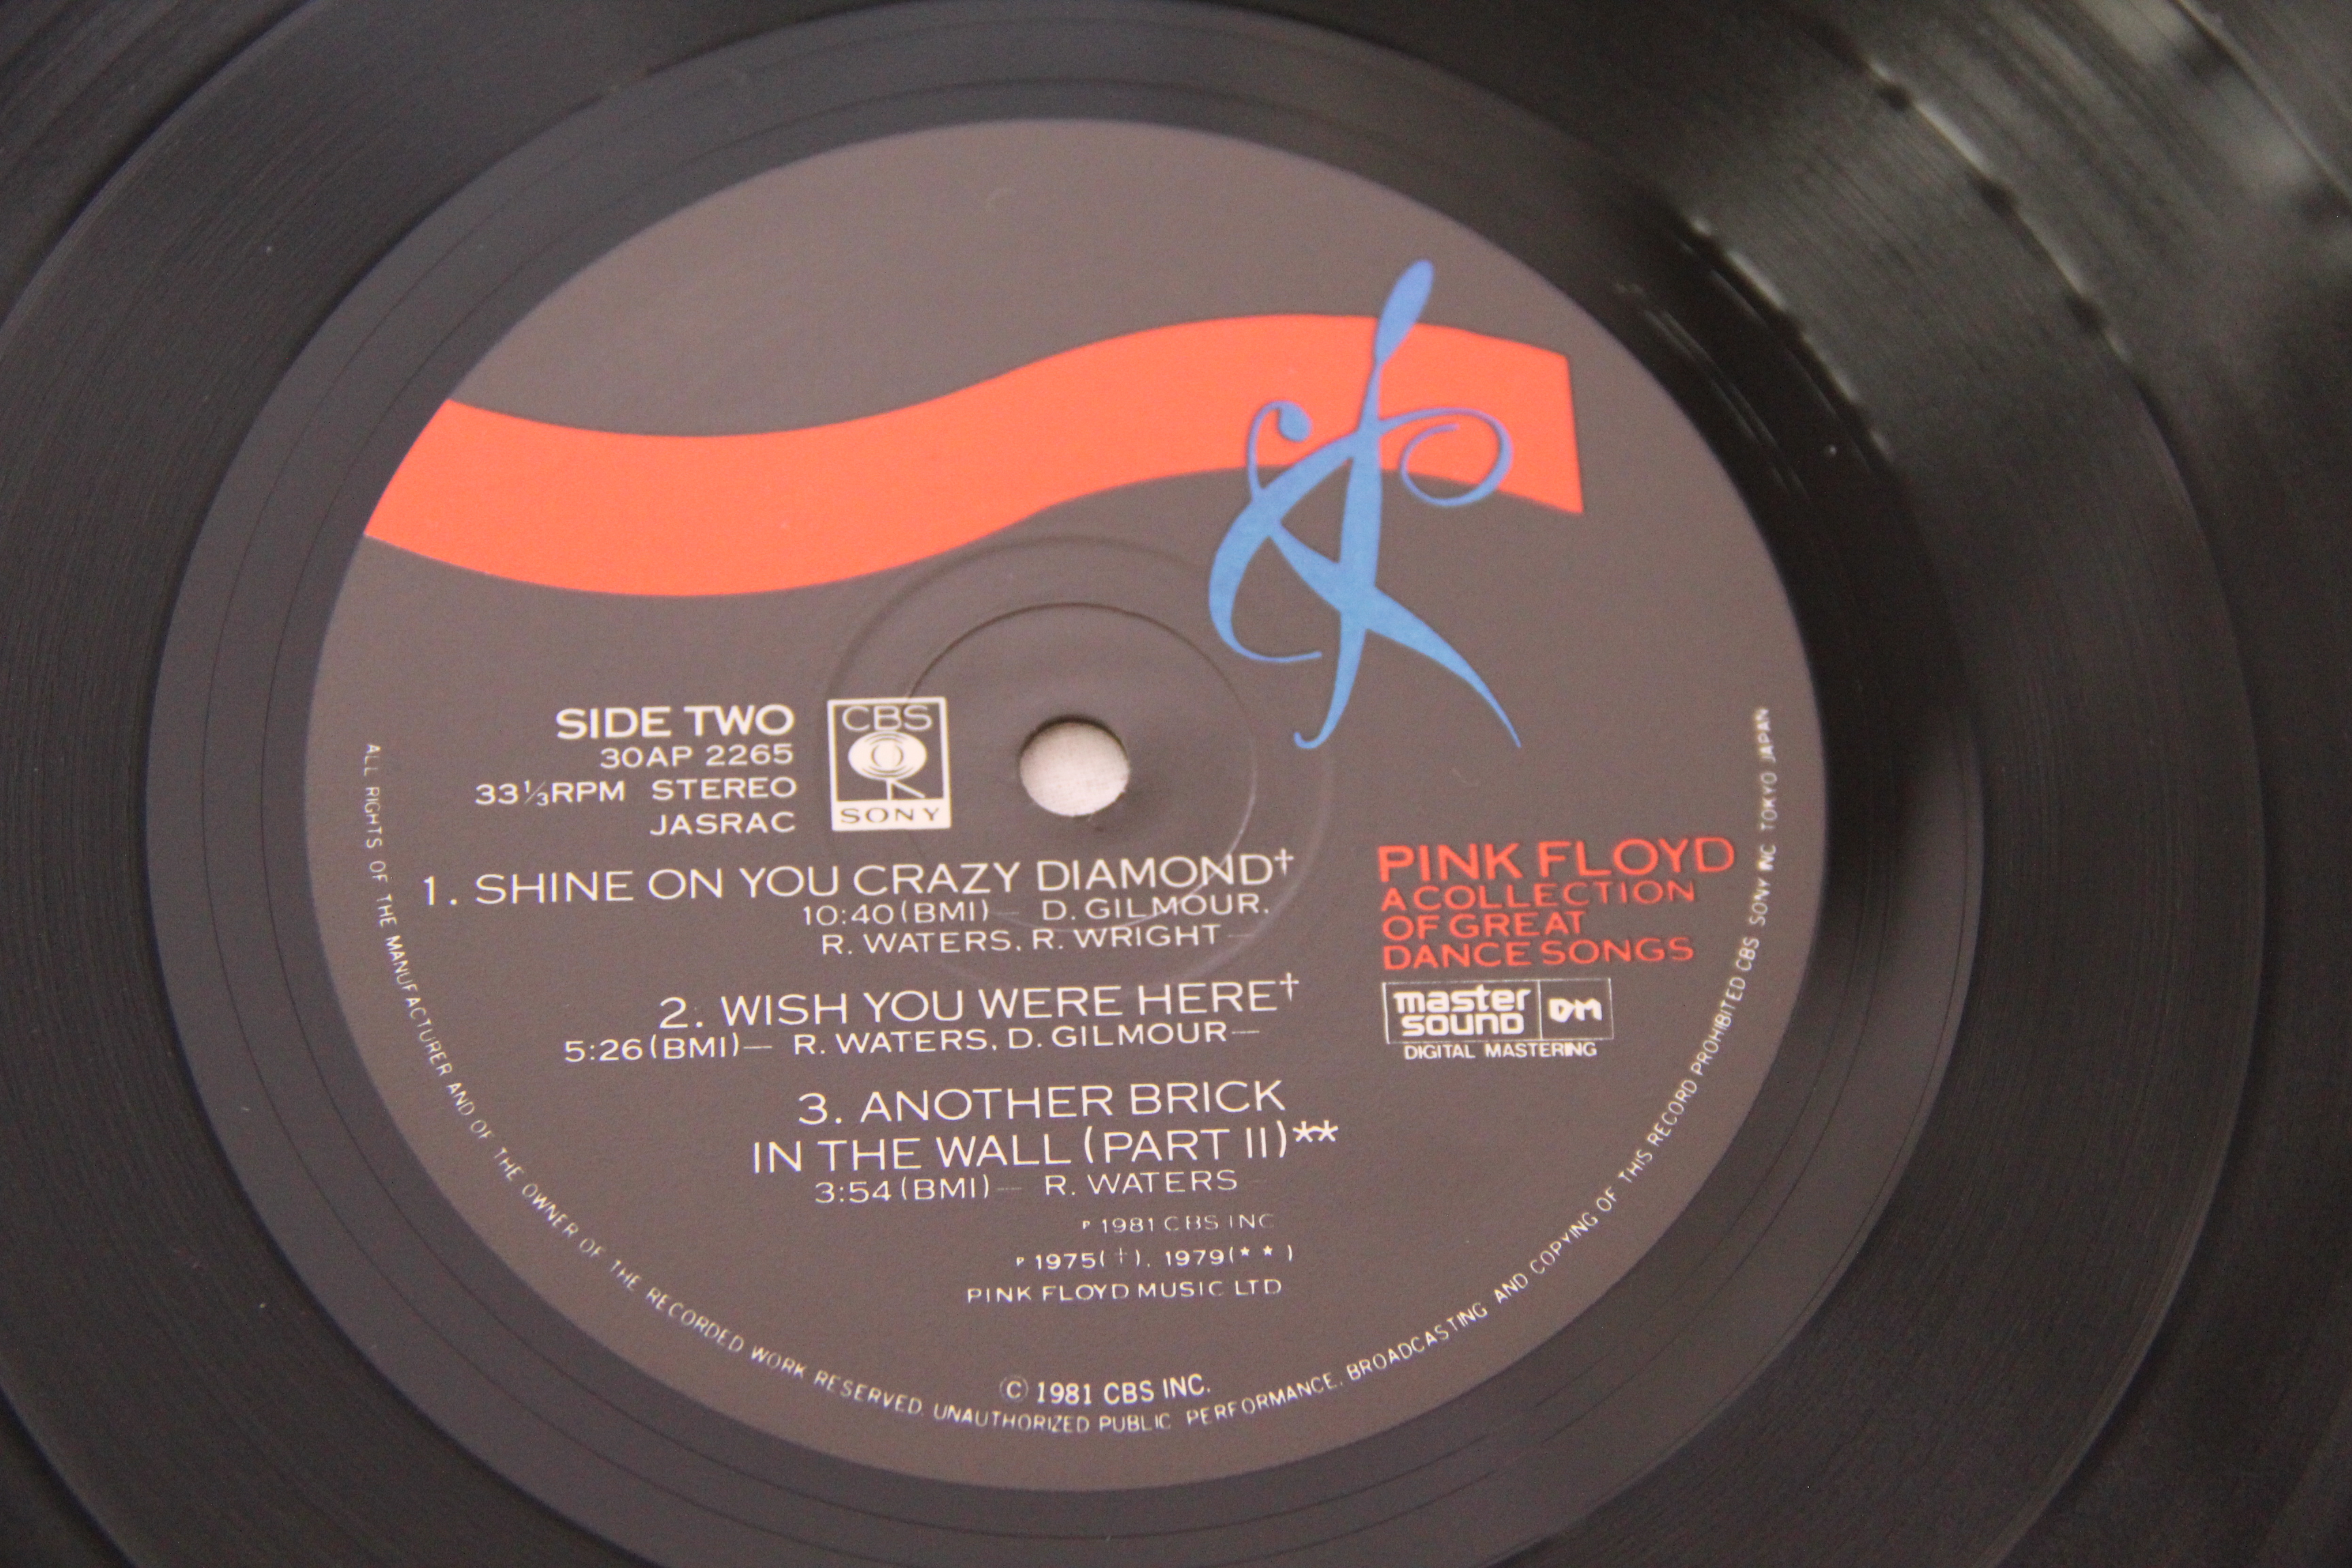 SIDE TWO
30AP 2265
33⅓RPM STEREO
JASRAC
CBS
SONY
1. SHINE ON YOU CRAZY DIAMOND†
10:40(BMI)— D. GILMOUR,
R. WATERS, R. WRIGHT—
2. WISH YOU WERE HERE†
5:26(BMI)— R. WATERS, D. GILMOUR—
3. ANOTHER BRICK
IN THE WALL (PART II)**
3:54(BMI)— R. WATERS
℗ 1981 CBS INC
℗ 1975(†), 1979(**)
PINK FLOYD MUSIC LTD
© 1981 CBS INC.
PINK FLOYD
A COLLECTION
OF GREAT
DANCE SONGS
master
sound DM
DIGITAL MASTERING
ALL RIGHTS OF THE MANUFACTURER AND OF THE OWNER OF THE RECORDED WORK RESERVED. UNAUTHORIZED PUBLIC PERFORMANCE, BROADCASTING AND COPYING OF THIS RECORD PROHIBITED CBS SONY INC TOKYO JAPAN